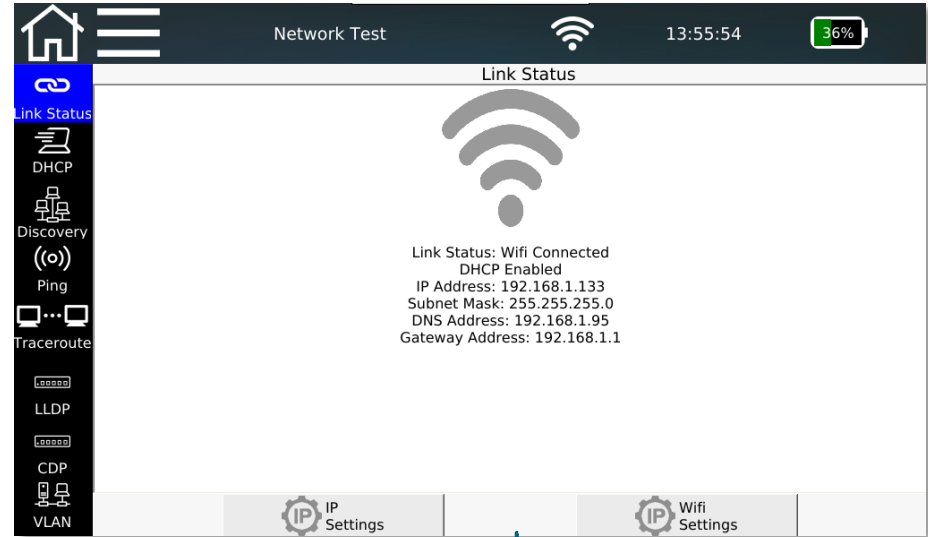 Network Test
13:55:54
36%
Link Status
Link Status
DHCP
Discovery
Ping
Traceroute
LLDP
CDP
VLAN
Link Status: Wifi Connected
DHCP Enabled
IP Address: 192.168.1.133
Subnet Mask: 255.255.255.0
DNS Address: 192.168.1.95
Gateway Address: 192.168.1.1
IP
IP
Settings
IP
Wifi
Settings